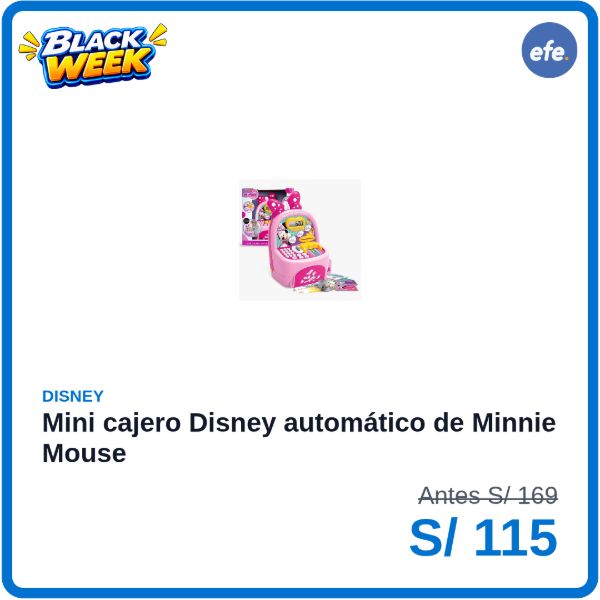 BLACK
WEEK
efe.
DISNEY
Mini cajero Disney automático de Minnie
Mouse
Antes S/ 169
S/ 115